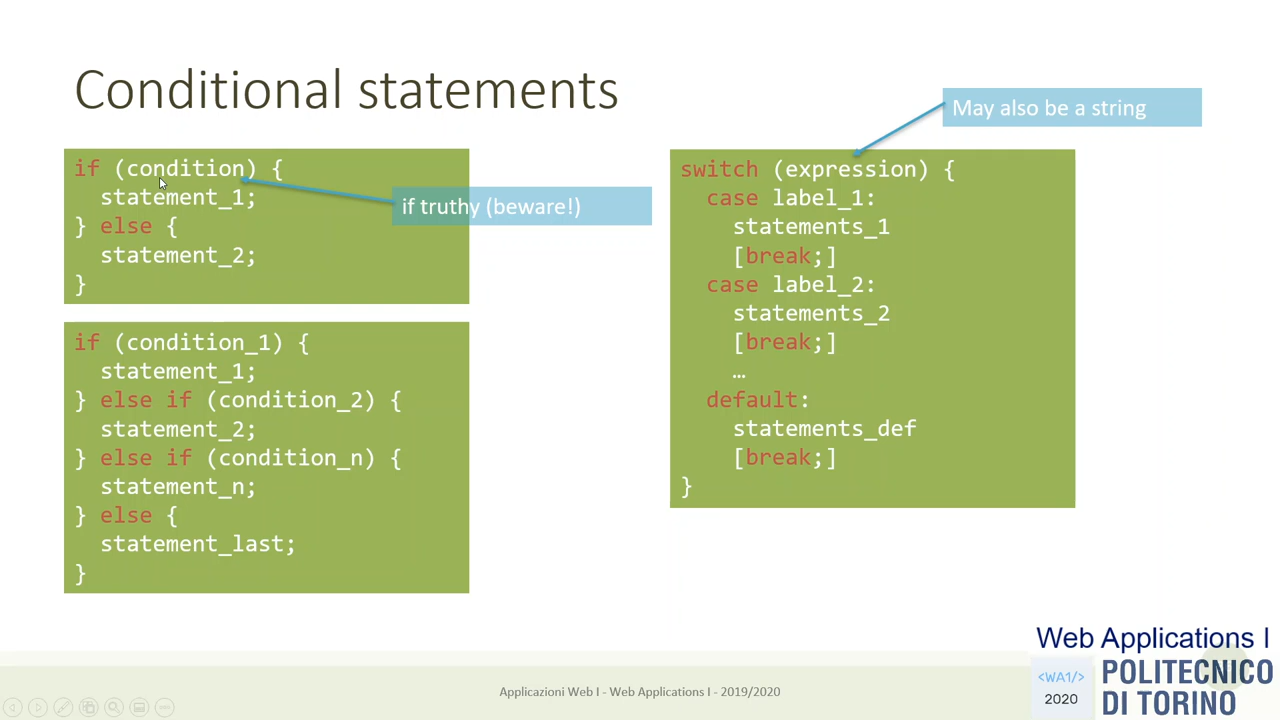 Conditional statements
if (condition) {
  statement_1;
} else {
  statement_2;
}
if truthy (beware!)
if (condition_1) {
  statement_1;
} else if (condition_2) {
  statement_2;
} else if (condition_n) {
  statement_n;
} else {
  statement_last;
}
May also be a string
switch (expression) {
  case label_1:
    statements_1
    [break;]
  case label_2:
    statements_2
    [break;]
    …
  default:
    statements_def
    [break;]
}
Applicazioni Web I - Web Applications I - 2019/2020
Web Applications I
<WA1/>
2020
POLITECNICO
DI TORINO